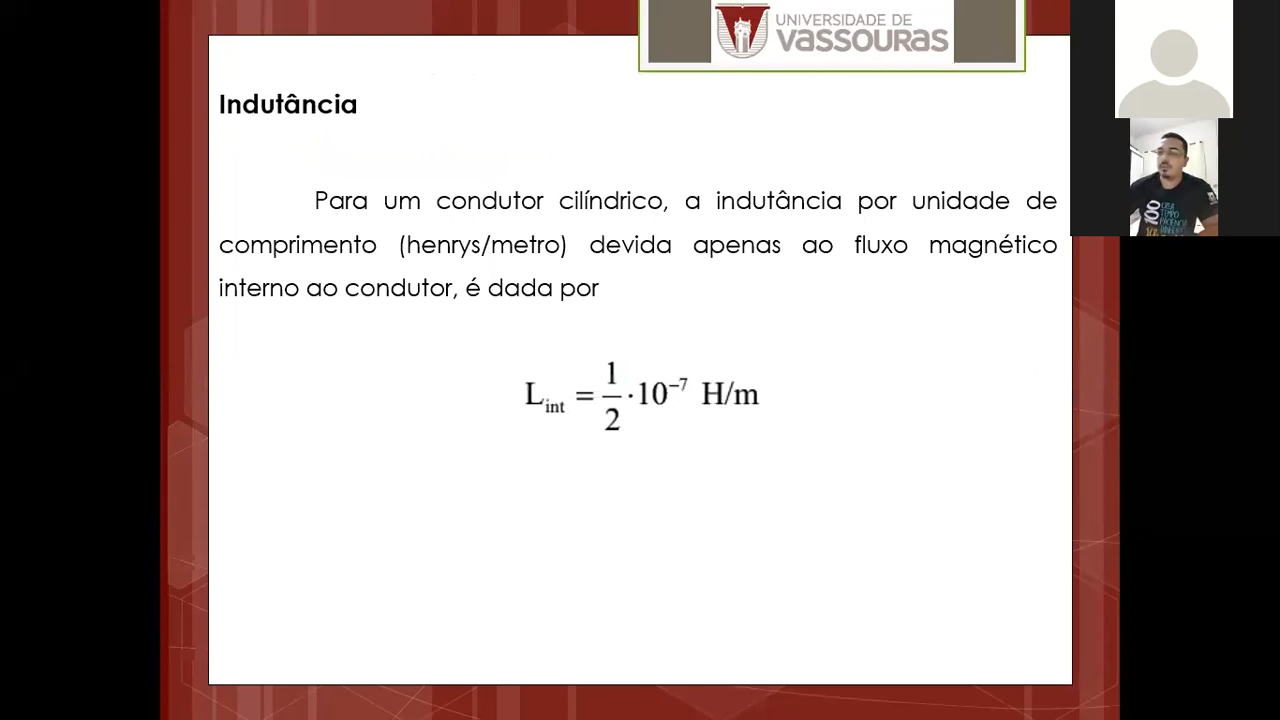 UNIVERSIDADE DE
VASSOURAS
Indutância
Para um condutor cilíndrico, a indutância por unidade de
comprimento (henrys/metro) devida apenas ao fluxo magnético
interno ao condutor, é dada por
L_int = 1/2 · 10⁻⁷ H/m
100